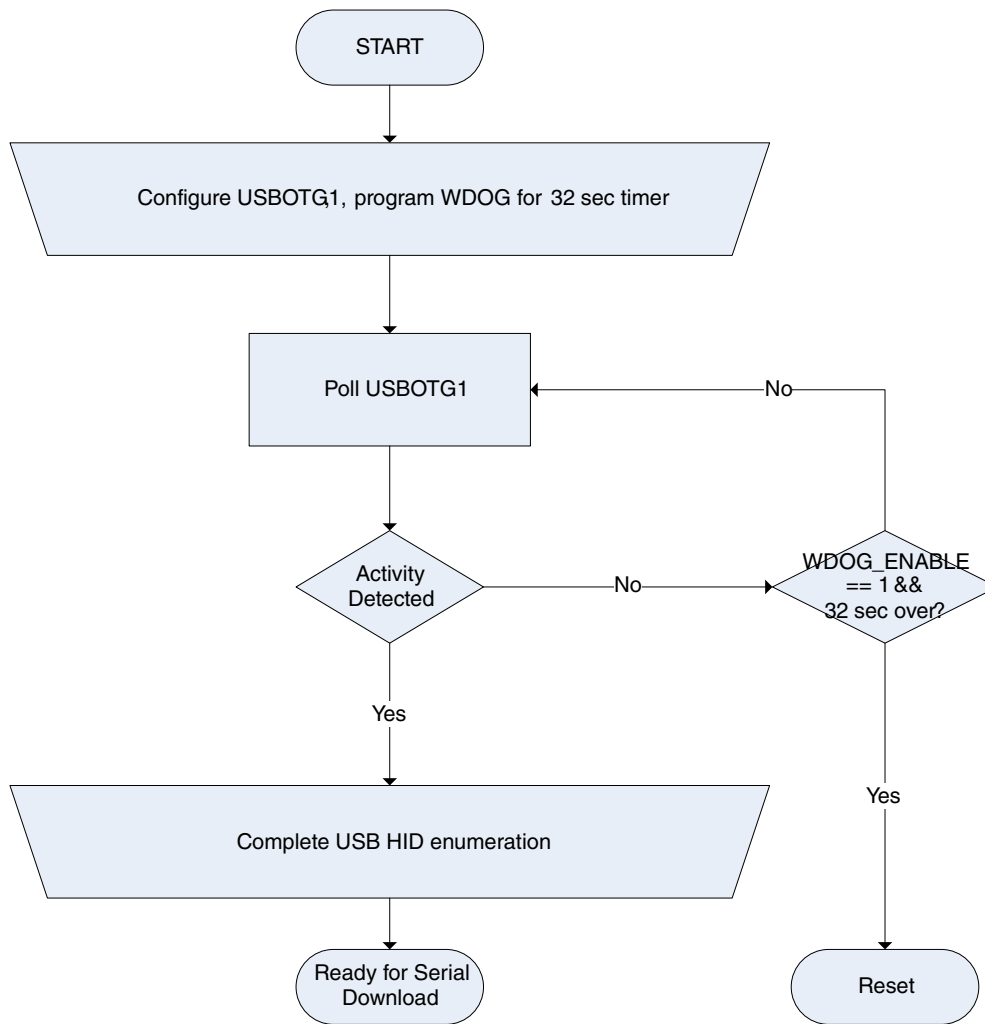 START
Configure USBOTG1, program WDOG for 32 sec timer
Poll USBOTG1
No
Activity
Detected
No
WDOG_ENABLE
== 1 &&
32 sec over?
Yes
Yes
Complete USB HID enumeration
Ready for Serial
Download
Reset